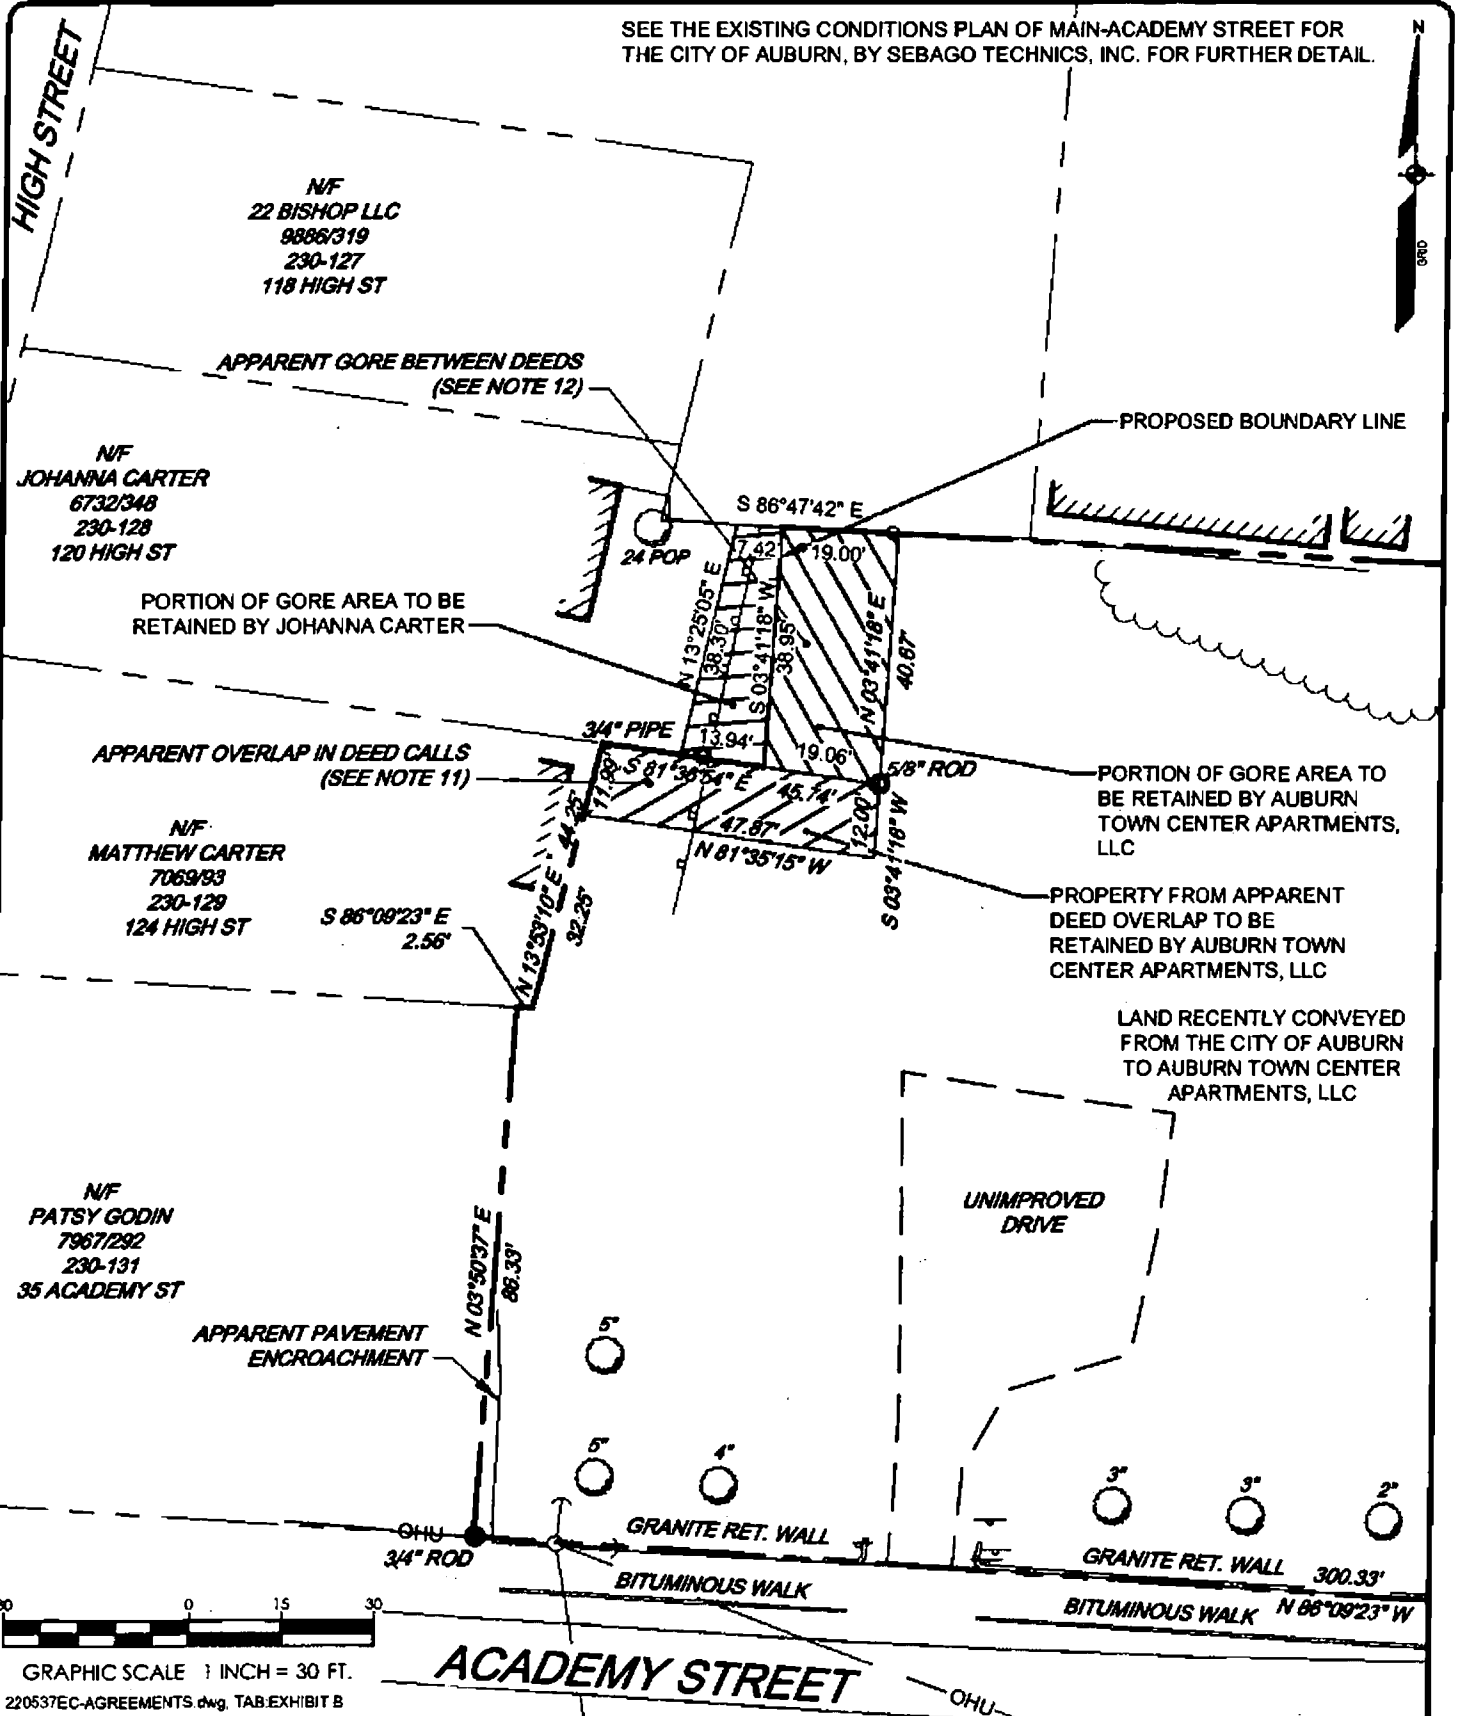 SEE THE EXISTING CONDITIONS PLAN OF MAIN-ACADEMY STREET FOR
THE CITY OF AUBURN, BY SEBAGO TECHNICS, INC. FOR FURTHER DETAIL.
N
GRID
HIGH STREET
N/F
22 BISHOP LLC
9886/319
230-127
118 HIGH ST
APPARENT GORE BETWEEN DEEDS
(SEE NOTE 12)
PROPOSED BOUNDARY LINE
N/F
JOHANNA CARTER
6732/348
230-128
120 HIGH ST
S 86°47'42" E
24 POP
7.42'
19.00'
PORTION OF GORE AREA TO BE
RETAINED BY JOHANNA CARTER
N 13°25'05" E
38.30'
S 03°41'18" W
38.95'
N 03°41'18" E
40.67'
3/4" PIPE
13.94'
19.06'
5/8" ROD
APPARENT OVERLAP IN DEED CALLS
(SEE NOTE 11)
11.99'
S 81°36'54" E
45.74'
47.87'
12.00'
N 81°35'15" W
S 03°41'18" W
PORTION OF GORE AREA TO
BE RETAINED BY AUBURN
TOWN CENTER APARTMENTS,
LLC
N/F
MATTHEW CARTER
7069/93
230-129
124 HIGH ST
44.25'
N 13°53'10" E
32.25'
S 86°09'23" E
2.56'
PROPERTY FROM APPARENT
DEED OVERLAP TO BE
RETAINED BY AUBURN TOWN
CENTER APARTMENTS, LLC
LAND RECENTLY CONVEYED
FROM THE CITY OF AUBURN
TO AUBURN TOWN CENTER
APARTMENTS, LLC
UNIMPROVED
DRIVE
N/F
PATSY GODIN
7967/292
230-131
35 ACADEMY ST
N 03°50'37" E
86.33'
APPARENT PAVEMENT
ENCROACHMENT
5"
5"
4"
3"
3"
2"
OHU
3/4" ROD
GRANITE RET. WALL
GRANITE RET. WALL
300.33'
BITUMINOUS WALK
BITUMINOUS WALK
N 86°09'23" W
30 0 15 30
GRAPHIC SCALE 1 INCH = 30 FT.
220537EC-AGREEMENTS.dwg, TAB:EXHIBIT B
ACADEMY STREET
OHU